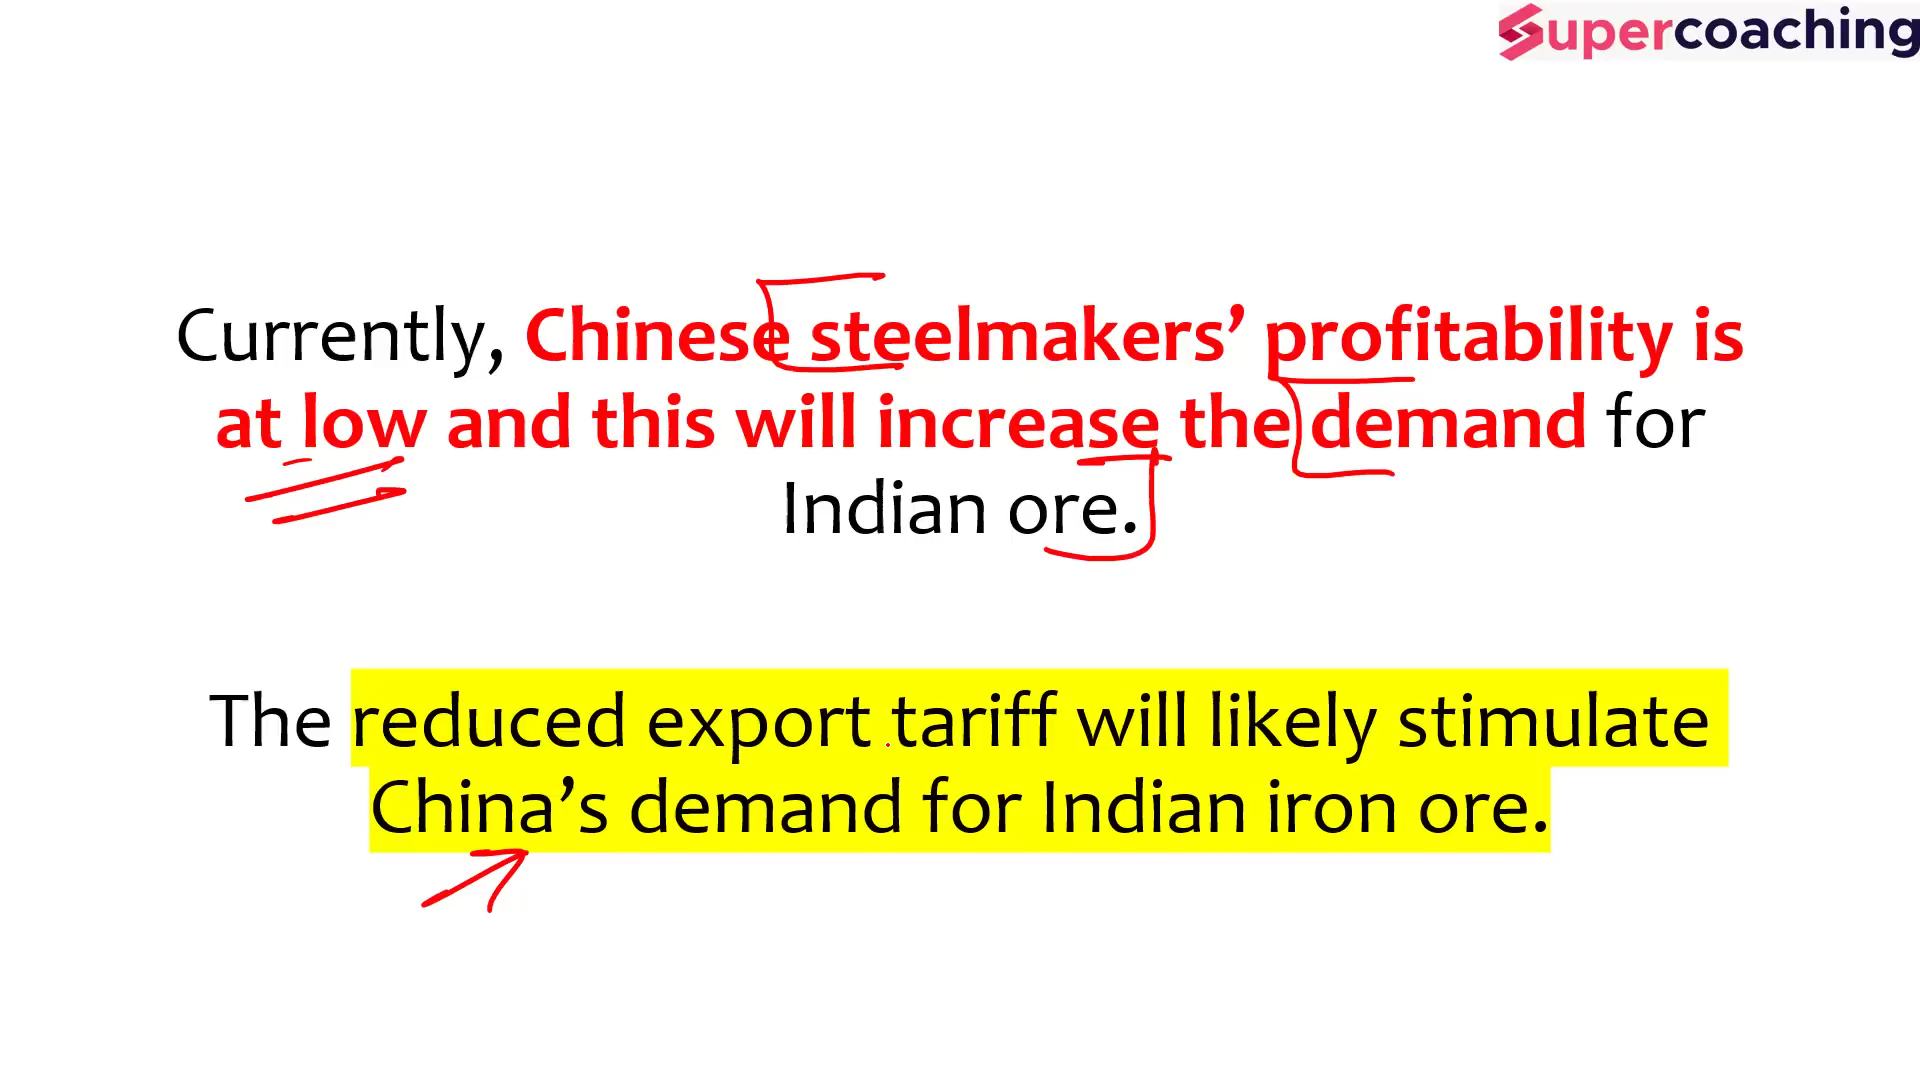 Supercoaching
Currently, Chinese steelmakers’ profitability is
at low and this will increase the demand for
Indian ore.
The reduced export tariff will likely stimulate
China’s demand for Indian iron ore.